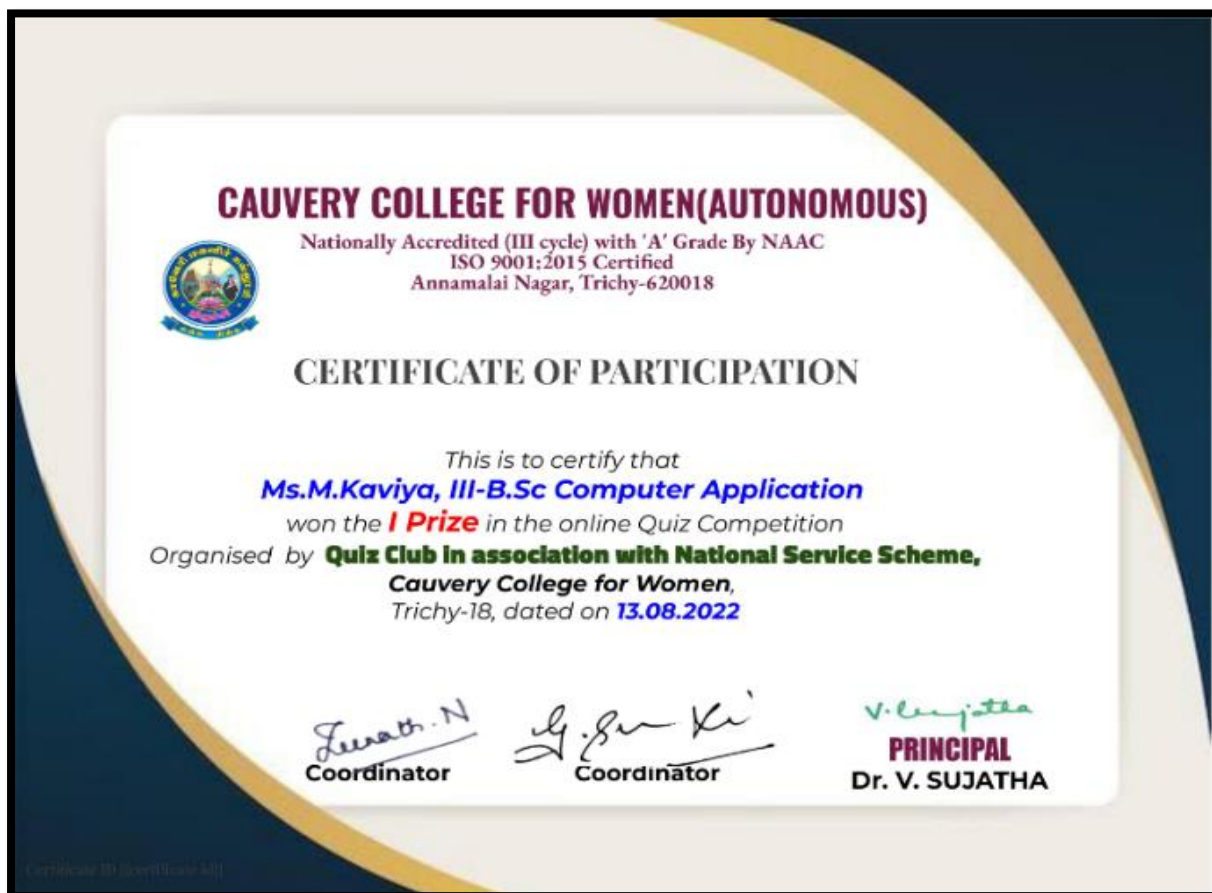 CAUVERY COLLEGE FOR WOMEN(AUTONOMOUS)
Nationally Accredited (III cycle) with 'A' Grade By NAAC
ISO 9001:2015 Certified
Annamalai Nagar, Trichy-620018
CERTIFICATE OF PARTICIPATION
This is to certify that
Ms.M.Kaviya, III-B.Sc Computer Application
won the I Prize in the online Quiz Competition
Organised by Quiz Club in association with National Service Scheme,
Cauvery College for Women,
Trichy-18, dated on 13.08.2022
Coordinator
Coordinator
V. Sujatha
PRINCIPAL
Dr. V. SUJATHA
Certificate ID